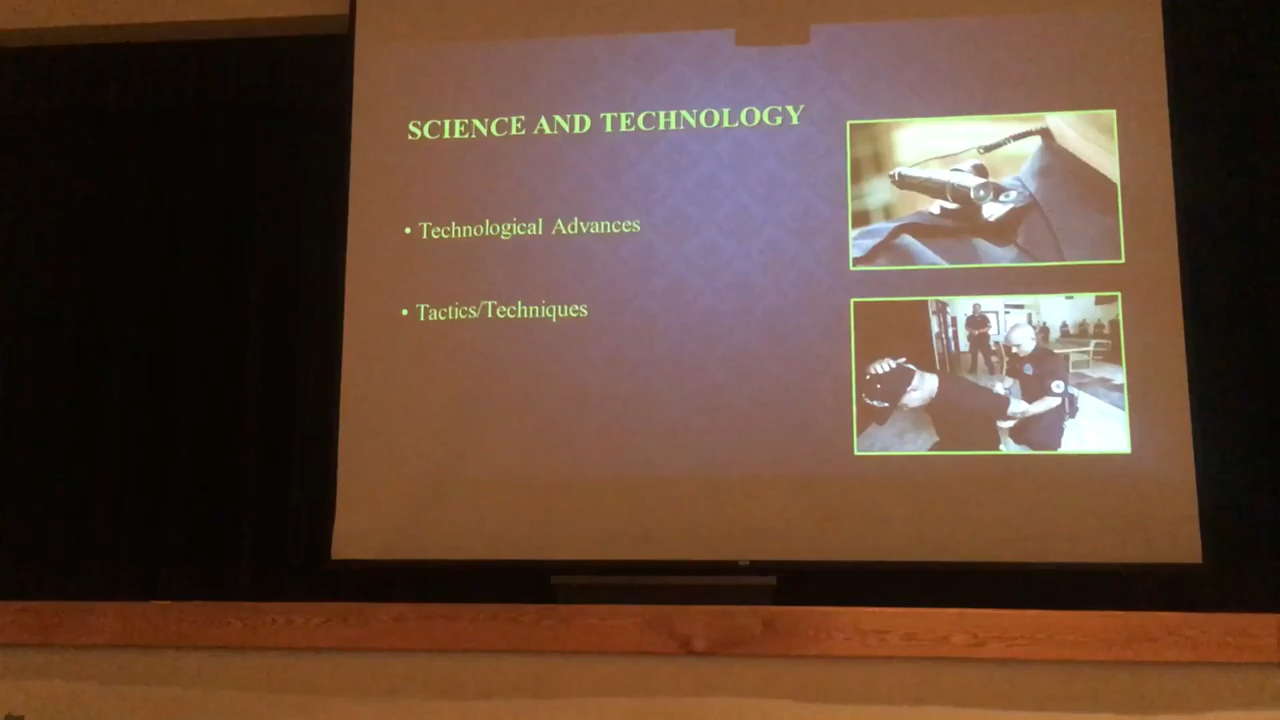 SCIENCE AND TECHNOLOGY
• Technological Advances
• Tactics/Techniques